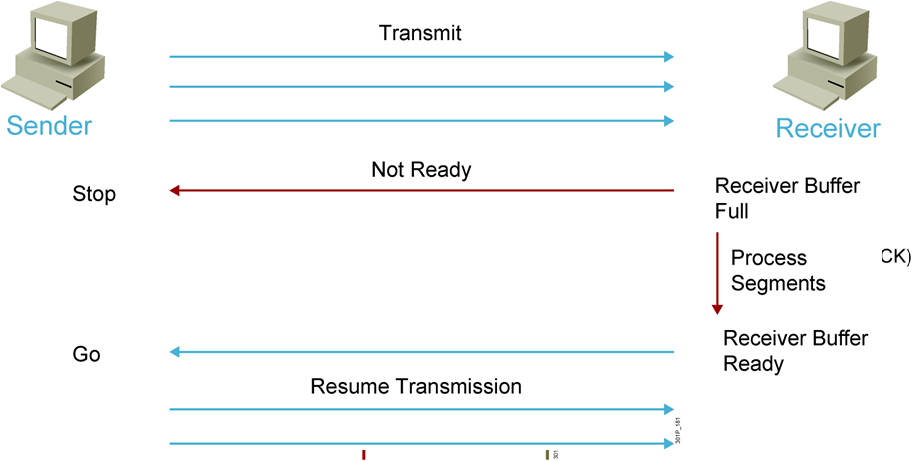 Transmit
Sender
Receiver
Not Ready
Stop
Receiver Buffer
Full
Process
CK)
Segments
Receiver Buffer
Ready
Go
Resume Transmission
301P_181
301